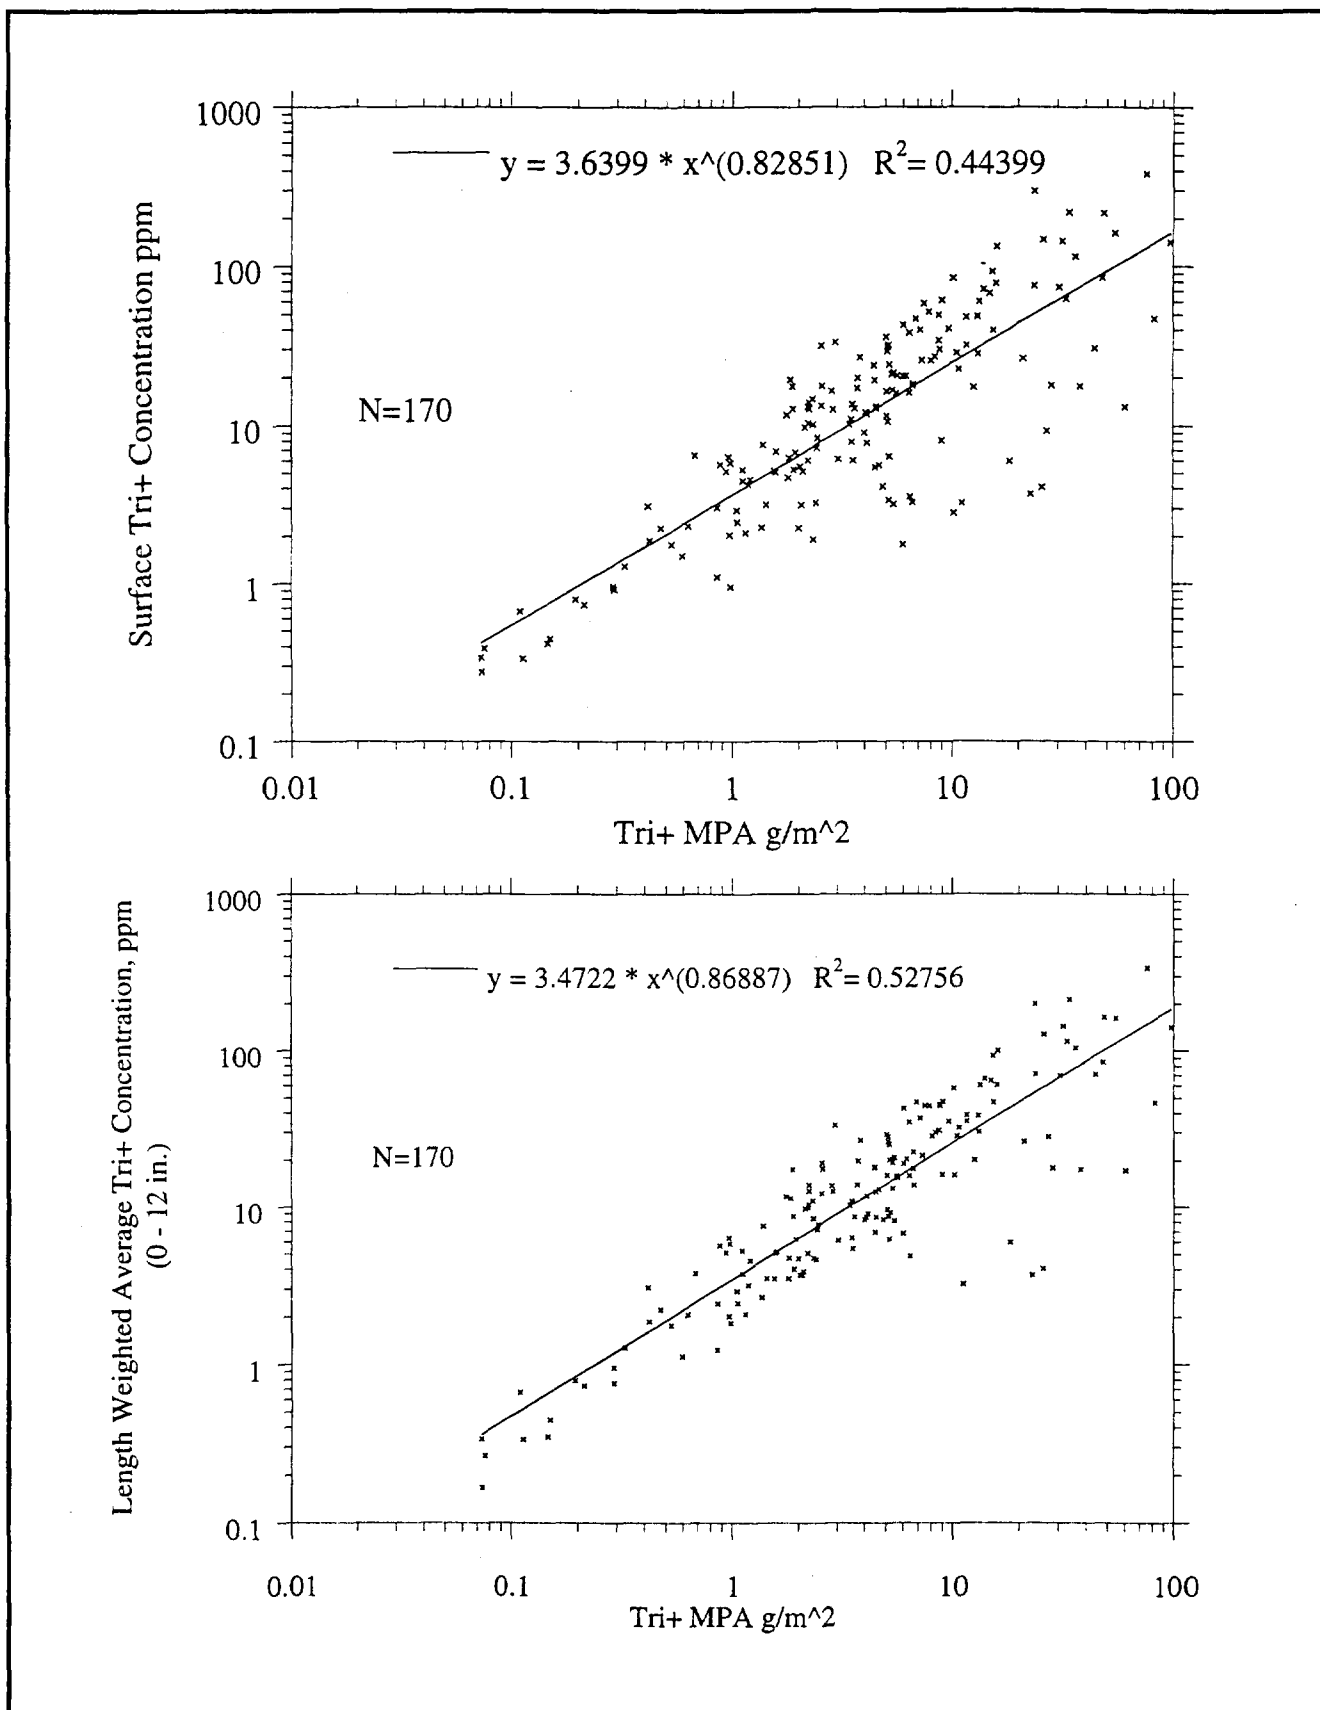 1000
y = 3.6399 * x^(0.82851) R²= 0.44399
100
Surface Tri+ Concentration ppm
N=170
10
1
0.1
0.01 0.1 1 10 100
Tri+ MPA g/m^2
1000
y = 3.4722 * x^(0.86887) R²= 0.52756
100
Length Weighted Average Tri+ Concentration, ppm
(0 - 12 in.)
N=170
10
1
0.1
0.01 0.1 1 10 100
Tri+ MPA g/m^2